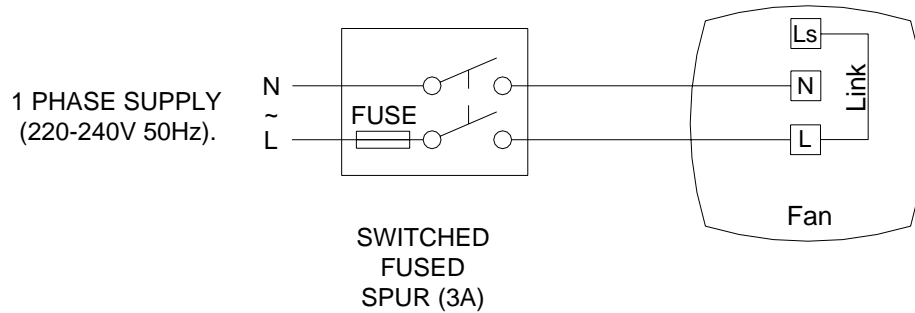 1 PHASE SUPPLY
(220-240V 50Hz).
N
~
L
FUSE
SWITCHED
FUSED
SPUR (3A)
Ls
N
L
Link
Fan